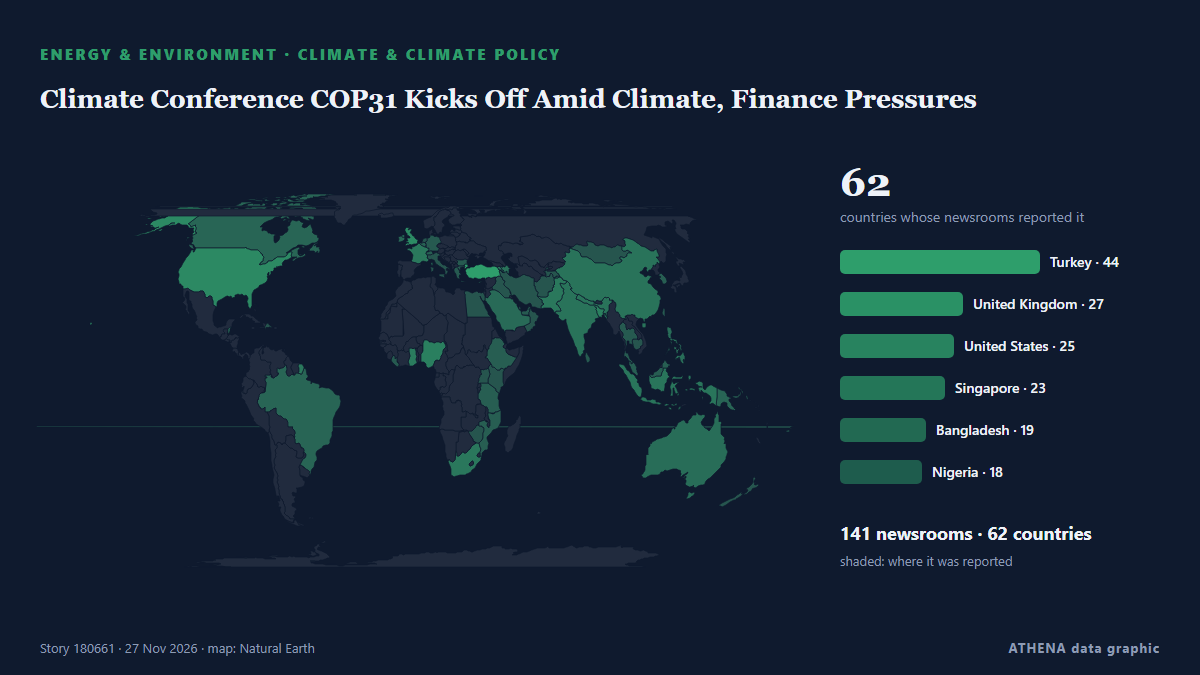 ENERGY & ENVIRONMENT · CLIMATE & CLIMATE POLICY
Climate Conference COP31 Kicks Off Amid Climate, Finance Pressures
62
countries whose newsrooms reported it
Turkey · 44
United Kingdom · 27
United States · 25
Singapore · 23
Bangladesh · 19
Nigeria · 18
141 newsrooms · 62 countries
shaded: where it was reported
Story 180661 · 27 Nov 2026 · map: Natural Earth
ATHENA data graphic